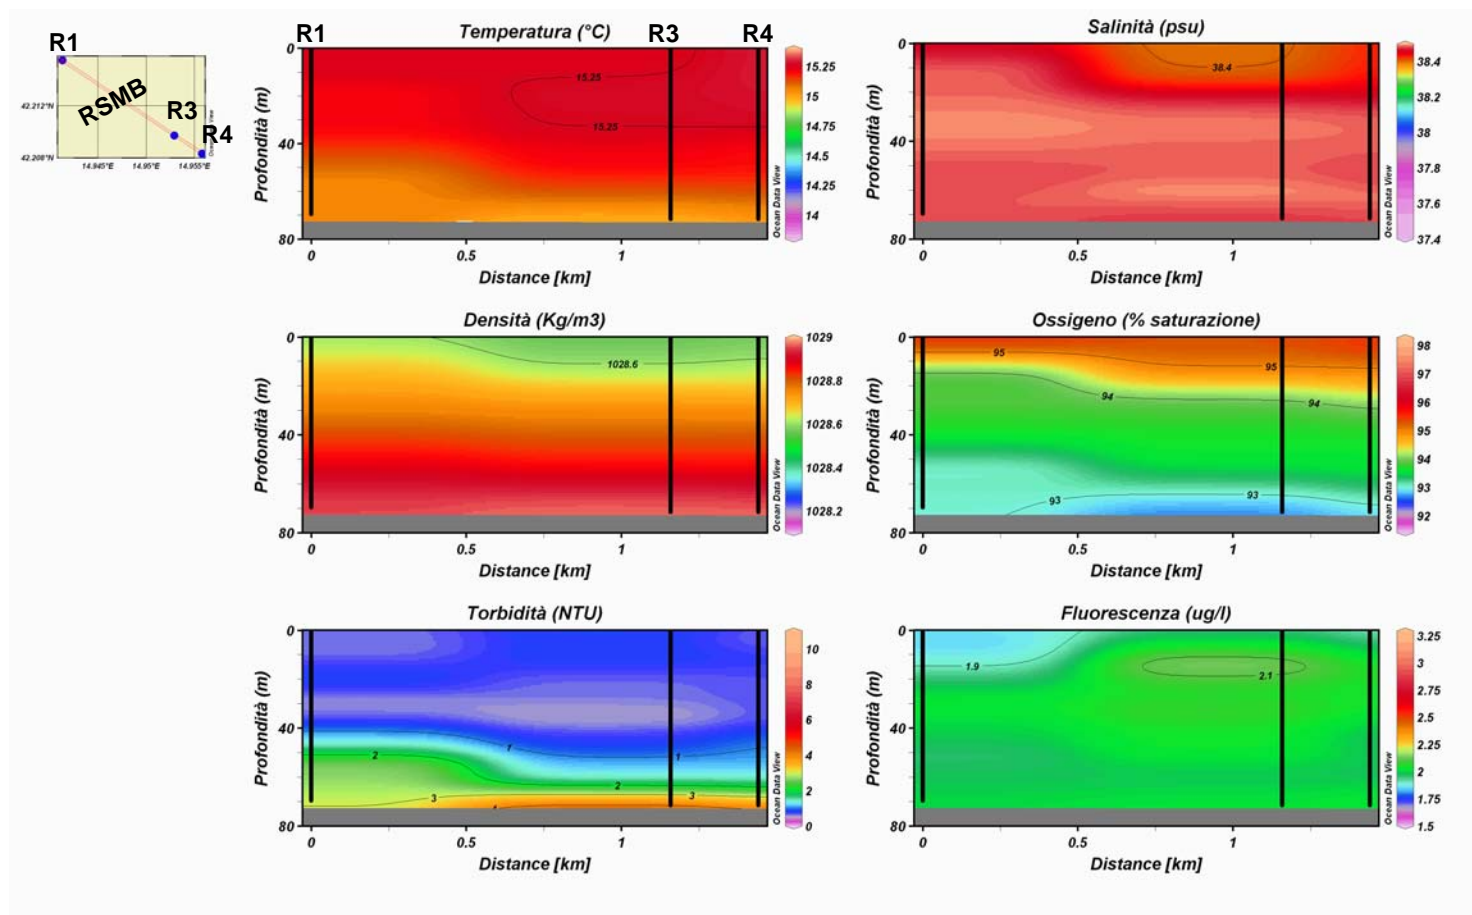 R1
RSMB
R3
R4
42.212°N
42.208°N
14.945°E 14.95°E 14.955°E
Ocean Data View
R1 R3 R4
Temperatura (°C)
15.25
15.25
0
40
80
Profondità (m)
0 0.5 1
Distance [km]
15.25
15
14.75
14.5
14.25
14
Ocean Data View
Salinità (psu)
38.4
0
40
80
Profondità (m)
0 0.5 1
Distance [km]
38.4
38.2
38
37.8
37.6
37.4
Ocean Data View
Densità (Kg/m3)
1028.6
0
40
80
Profondità (m)
0 0.5 1
Distance [km]
1029
1028.8
1028.6
1028.4
1028.2
Ocean Data View
Ossigeno (% saturazione)
95 95
94 94
93 93
0
40
80
Profondità (m)
0 0.5 1
Distance [km]
98
97
96
95
94
93
92
Ocean Data View
Torbidità (NTU)
1 1
2 2
3 3
0
40
80
Profondità (m)
0 0.5 1
Distance [km]
10
8
6
4
2
0
Ocean Data View
Fluorescenza (ug/l)
1.9
2.1
0
40
80
Profondità (m)
0 0.5 1
Distance [km]
3.25
3
2.75
2.5
2.25
2
1.75
1.5
Ocean Data View